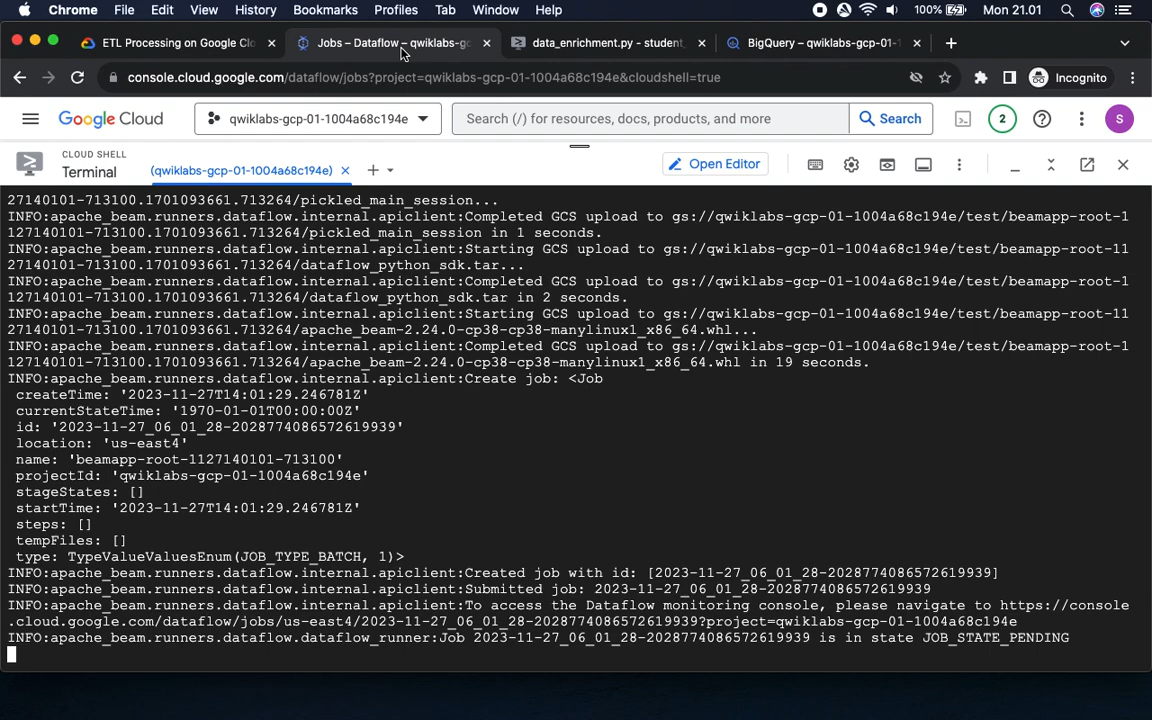 Chrome File Edit View History Bookmarks Profiles Tab Window Help 100% Mon 21.01
ETL Processing on Google Clo Jobs – Dataflow – qwiklabs-gc data_enrichment.py - student_ BigQuery – qwiklabs-gcp-01-1
console.cloud.google.com/dataflow/jobs?project=qwiklabs-gcp-01-1004a68c194e&cloudshell=true Incognito
Google Cloud qwiklabs-gcp-01-1004a68c194e Search (/) for resources, docs, products, and more Search 2 S
CLOUD SHELL
Terminal (qwiklabs-gcp-01-1004a68c194e) Open Editor
27140101-713100.1701093661.713264/pickled_main_session...
INFO:apache_beam.runners.dataflow.internal.apiclient:Completed GCS upload to gs://qwiklabs-gcp-01-1004a68c194e/test/beamapp-root-1
127140101-713100.1701093661.713264/pickled_main_session in 1 seconds.
INFO:apache_beam.runners.dataflow.internal.apiclient:Starting GCS upload to gs://qwiklabs-gcp-01-1004a68c194e/test/beamapp-root-11
27140101-713100.1701093661.713264/dataflow_python_sdk.tar...
INFO:apache_beam.runners.dataflow.internal.apiclient:Completed GCS upload to gs://qwiklabs-gcp-01-1004a68c194e/test/beamapp-root-1
127140101-713100.1701093661.713264/dataflow_python_sdk.tar in 2 seconds.
INFO:apache_beam.runners.dataflow.internal.apiclient:Starting GCS upload to gs://qwiklabs-gcp-01-1004a68c194e/test/beamapp-root-11
27140101-713100.1701093661.713264/apache_beam-2.24.0-cp38-cp38-manylinux1_x86_64.whl...
INFO:apache_beam.runners.dataflow.internal.apiclient:Completed GCS upload to gs://qwiklabs-gcp-01-1004a68c194e/test/beamapp-root-1
127140101-713100.1701093661.713264/apache_beam-2.24.0-cp38-cp38-manylinux1_x86_64.whl in 19 seconds.
INFO:apache_beam.runners.dataflow.internal.apiclient:Create job: <Job
createTime: '2023-11-27T14:01:29.246781Z'
currentStateTime: '1970-01-01T00:00:00Z'
id: '2023-11-27_06_01_28-2028774086572619939'
location: 'us-east4'
name: 'beamapp-root-1127140101-713100'
projectId: 'qwiklabs-gcp-01-1004a68c194e'
stageStates: []
startTime: '2023-11-27T14:01:29.246781Z'
steps: []
tempFiles: []
type: TypeValueValuesEnum(JOB_TYPE_BATCH, 1)>
INFO:apache_beam.runners.dataflow.internal.apiclient:Created job with id: [2023-11-27_06_01_28-2028774086572619939]
INFO:apache_beam.runners.dataflow.internal.apiclient:Submitted job: 2023-11-27_06_01_28-2028774086572619939
INFO:apache_beam.runners.dataflow.internal.apiclient:To access the Dataflow monitoring console, please navigate to https://console
.cloud.google.com/dataflow/jobs/us-east4/2023-11-27_06_01_28-2028774086572619939?project=qwiklabs-gcp-01-1004a68c194e
INFO:apache_beam.runners.dataflow.dataflow_runner:Job 2023-11-27_06_01_28-2028774086572619939 is in state JOB_STATE_PENDING